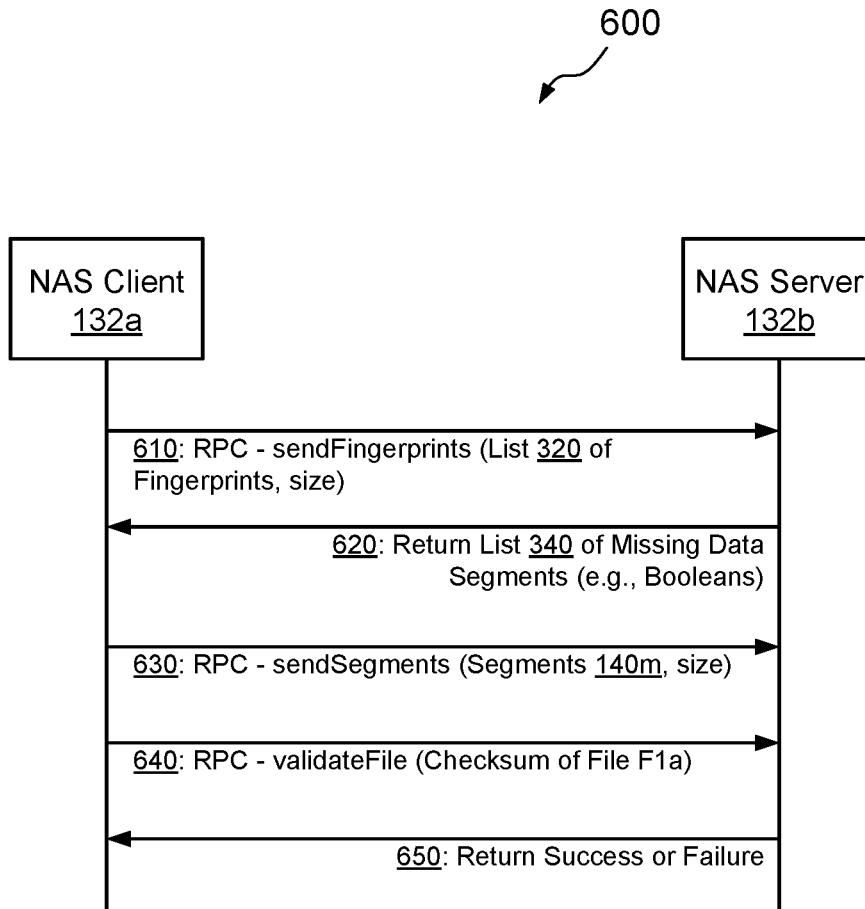 600
NAS Client
132a
NAS Server
132b
610: RPC - sendFingerprints (List 320 of
Fingerprints, size)
620: Return List 340 of Missing Data
Segments (e.g., Booleans)
630: RPC - sendSegments (Segments 140m, size)
640: RPC - validateFile (Checksum of File F1a)
650: Return Success or Failure